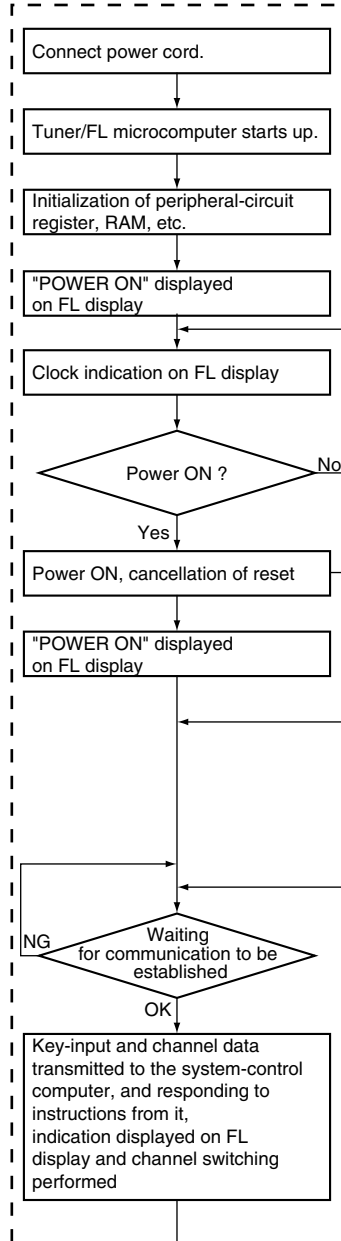 Connect power cord.
Tuner/FL microcomputer starts up.
Initialization of peripheral-circuit
register, RAM, etc.
"POWER ON" displayed
on FL display
Clock indication on FL display
Power ON ?
No
Yes
Power ON, cancellation of reset
"POWER ON" displayed
on FL display
Waiting
for communication to be
established
NG
OK
Key-input and channel data
transmitted to the system-control
computer, and responding to
instructions from it,
indication displayed on FL
display and channel switching
performed